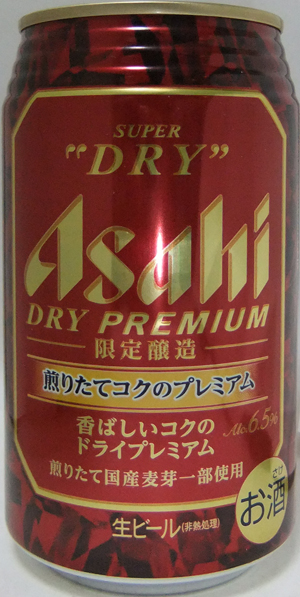 SUPER
"DRY"
Asahi
DRY PREMIUM
限定醸造
煎りたてコクのプレミアム
香ばしいコクの
ドライプレミアム
Alc.6.5%
煎りたて国産麦芽一部使用
さけ
お酒
生ビール(非熱処理)